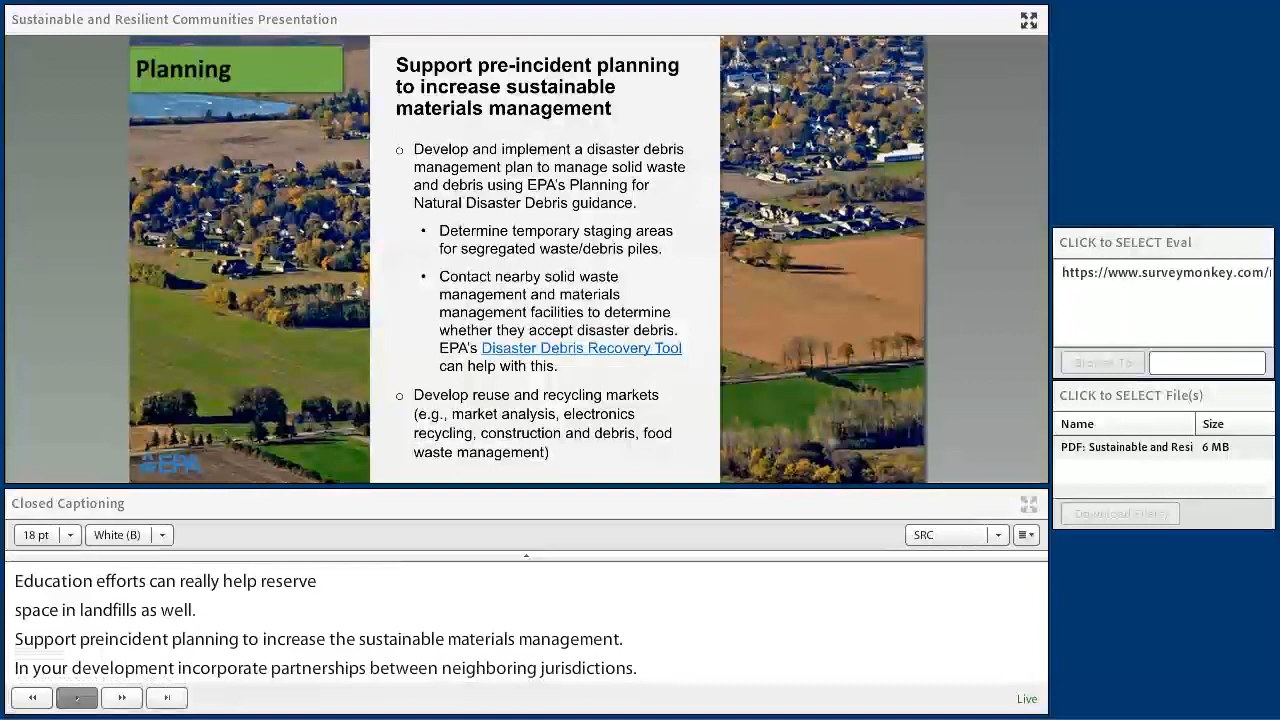 Sustainable and Resilient Communities Presentation
Planning
Support pre-incident planning
to increase sustainable
materials management
o Develop and implement a disaster debris
management plan to manage solid waste
and debris using EPA's Planning for
Natural Disaster Debris guidance.
• Determine temporary staging areas
for segregated waste/debris piles.
• Contact nearby solid waste
management and materials
management facilities to determine
whether they accept disaster debris.
EPA's Disaster Debris Recovery Tool
can help with this.
o Develop reuse and recycling markets
(e.g., market analysis, electronics
recycling, construction and debris, food
waste management)
EPA
CLICK to SELECT Eval
https://www.surveymonkey.com/r
Browse To
CLICK to SELECT File(s)
Name Size
PDF: Sustainable and Resi 6 MB
Download File(s)
Closed Captioning
18 pt White (B) SRC
Education efforts can really help reserve
space in landfills as well.
Support preincident planning to increase the sustainable materials management.
In your development incorporate partnerships between neighboring jurisdictions.
Live